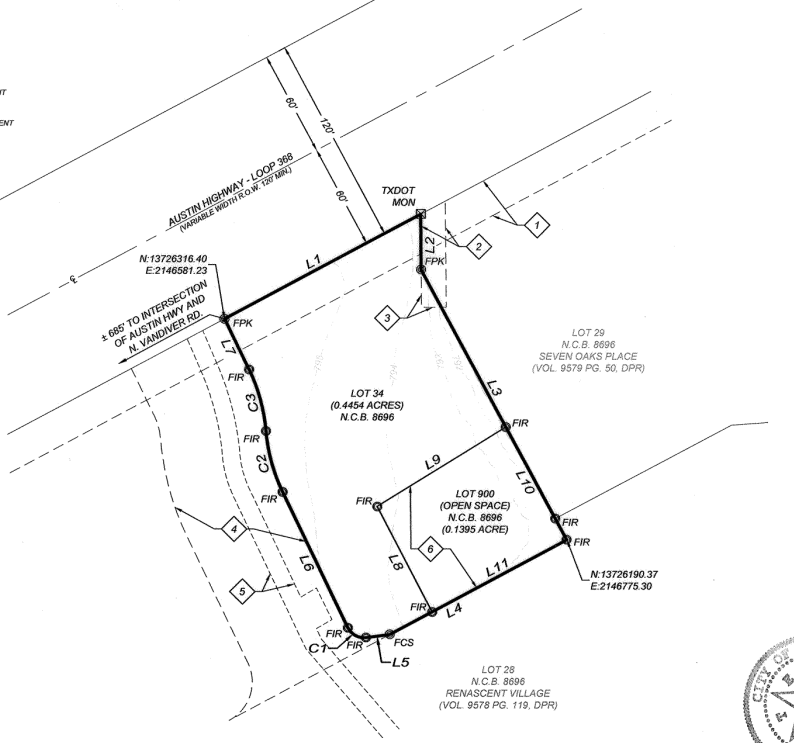 NT
ENT
60'
120'
AUSTIN HIGHWAY - LOOP 368
(VARIABLE WIDTH R.O.W. 120' MIN.)
60'
TXDOT
MON
1
2
L2
FPK
N:13726316.40
E:2146581.23
L1
± 685' TO INTERSECTION
OF AUSTIN HWY AND
N. VANDIVER RD.
FPK
3
L7
FIR
LOT 29
N.C.B. 8696
SEVEN OAKS PLACE
(VOL. 9579 PG. 50, DPR)
LOT 34
(0.4454 ACRES)
N.C.B. 8696
L3
C3
FIR
FIR
C2
L9
FIR
L10
FIR
LOT 900
(OPEN SPACE)
N.C.B. 8696
(0.1395 ACRE)
4
6
FIR
FIR
L6
L8
L11
N:13726190.37
E:2146775.30
5
FIR
L4
FIR
C1
FIR
FCS
L5
LOT 28
N.C.B. 8696
RENASCENT VILLAGE
(VOL. 9578 PG. 119, DPR)
CITY OF